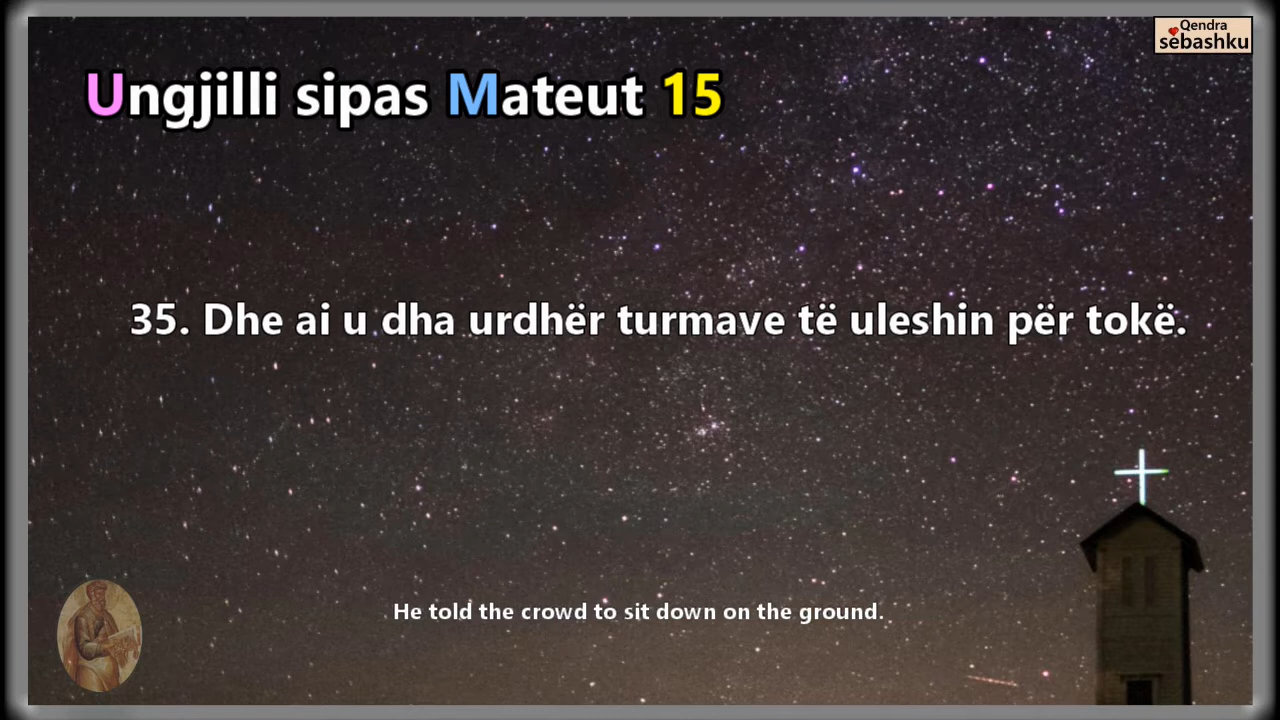 Qendra
sëbashku
Ungjilli sipas Mateut 15
35. Dhe ai u dha urdhër turmave të uleshin për tokë.
He told the crowd to sit down on the ground.